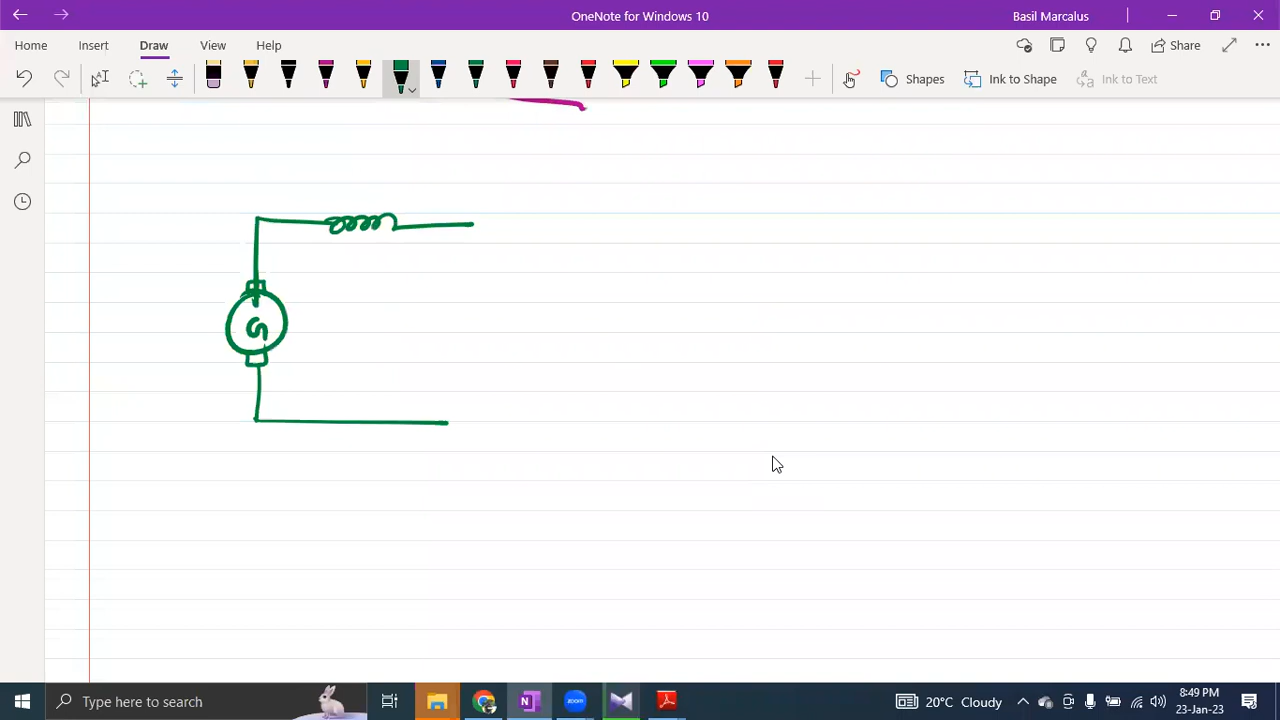 OneNote for Windows 10
Basil Marcalus
Home Insert Draw View Help
Share
Shapes Ink to Shape Ink to Text
G
Type here to search
zoom
20°C Cloudy
8:49 PM
23-Jan-23